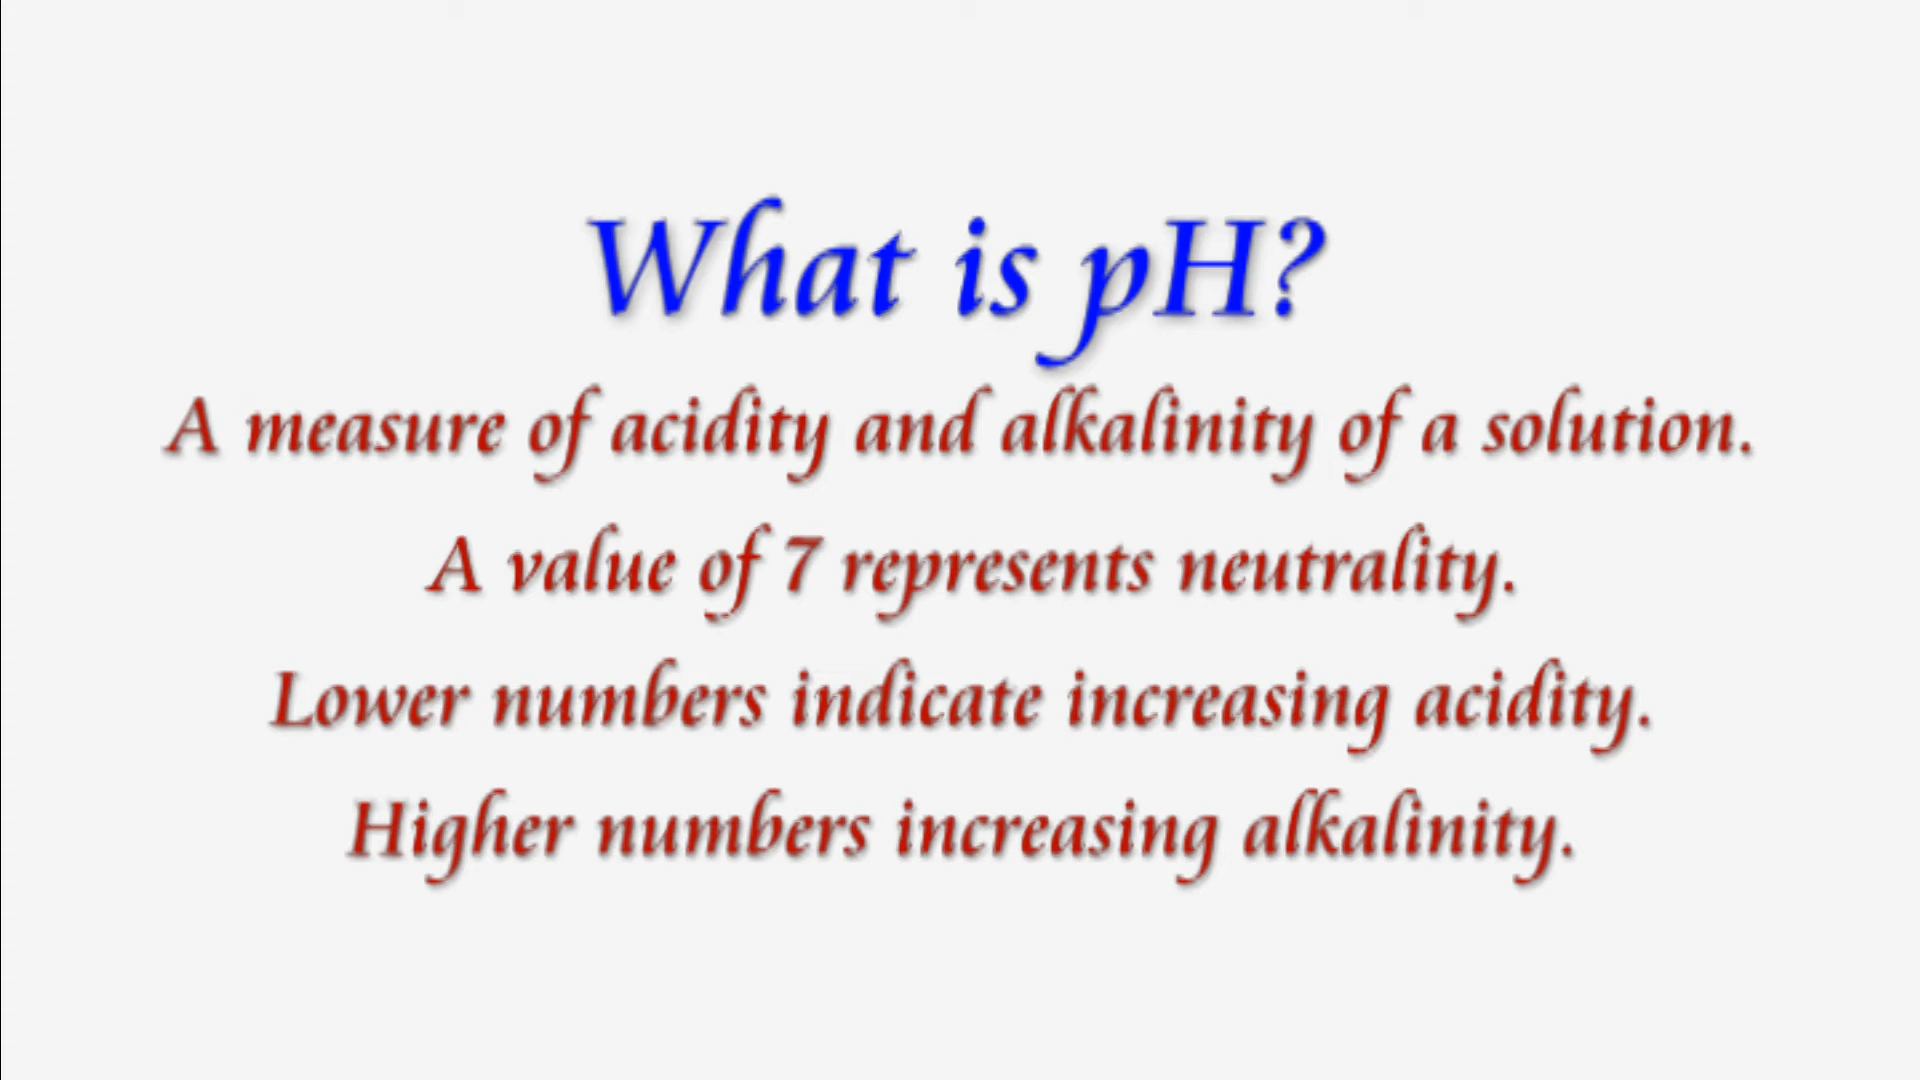 What is pH?
A measure of acidity and alkalinity of a solution.
A value of 7 represents neutrality.
Lower numbers indicate increasing acidity.
Higher numbers increasing alkalinity.